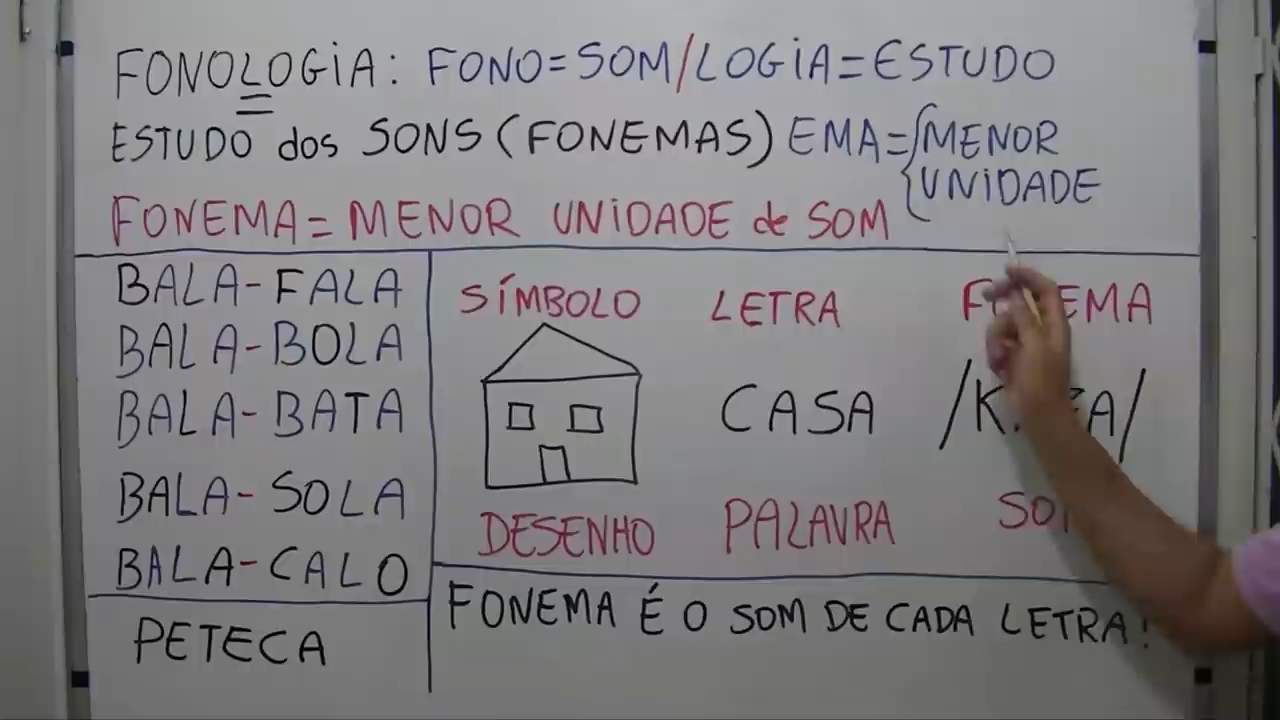 FONOLOGIA: FONO=SOM/LOGIA=ESTUDO
ESTUDO dos SONS (FONEMAS) EMA= MENOR
UNIDADE
FONEMA= MENOR UNIDADE de SOM
BALA-FALA
BALA-BOLA
BALA-BATA
BALA-SOLA
BALA-CALO
PETECA
SÍMBOLO LETRA FONEMA
CASA
DESENHO PALAVRA
FONEMA É O SOM DE CADA LETRA!